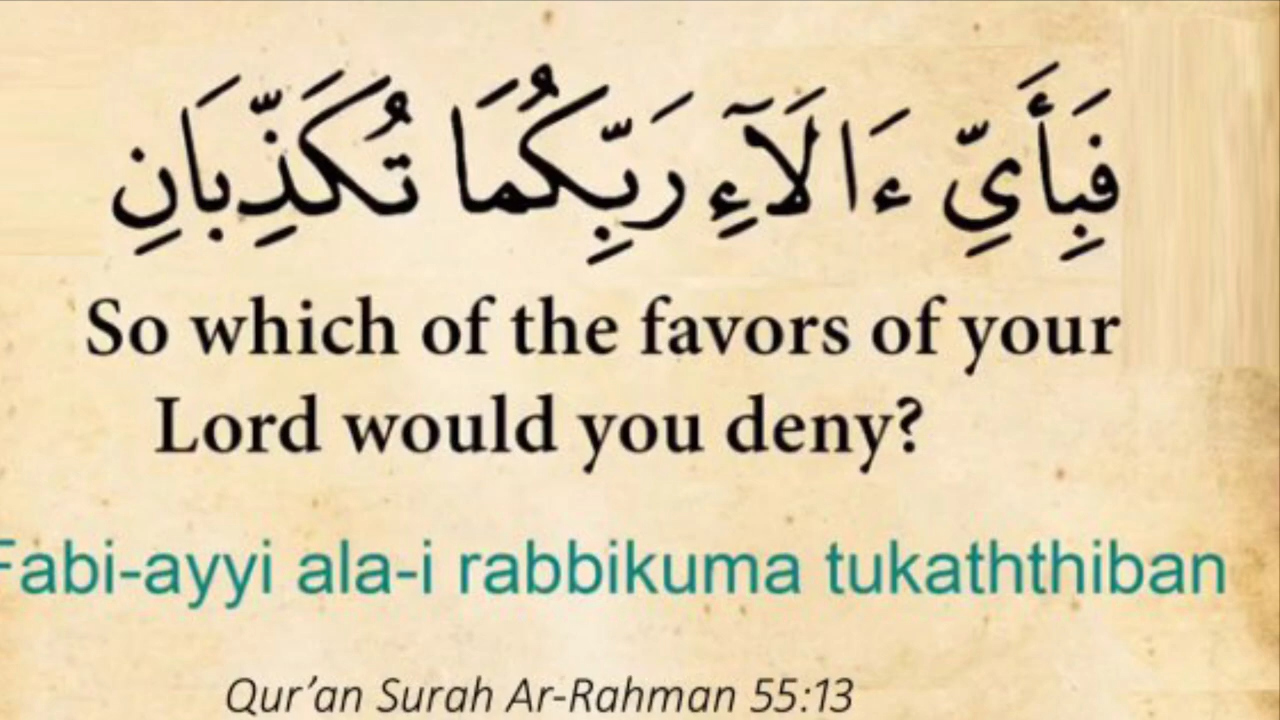 فَبِأَيِّ ءَالَآءِ رَبِّكُمَا تُكَذِّبَانِ
So which of the favors of your
Lord would you deny?
Fabi-ayyi ala-i rabbikuma tukaththiban
Qur’an Surah Ar-Rahman 55:13